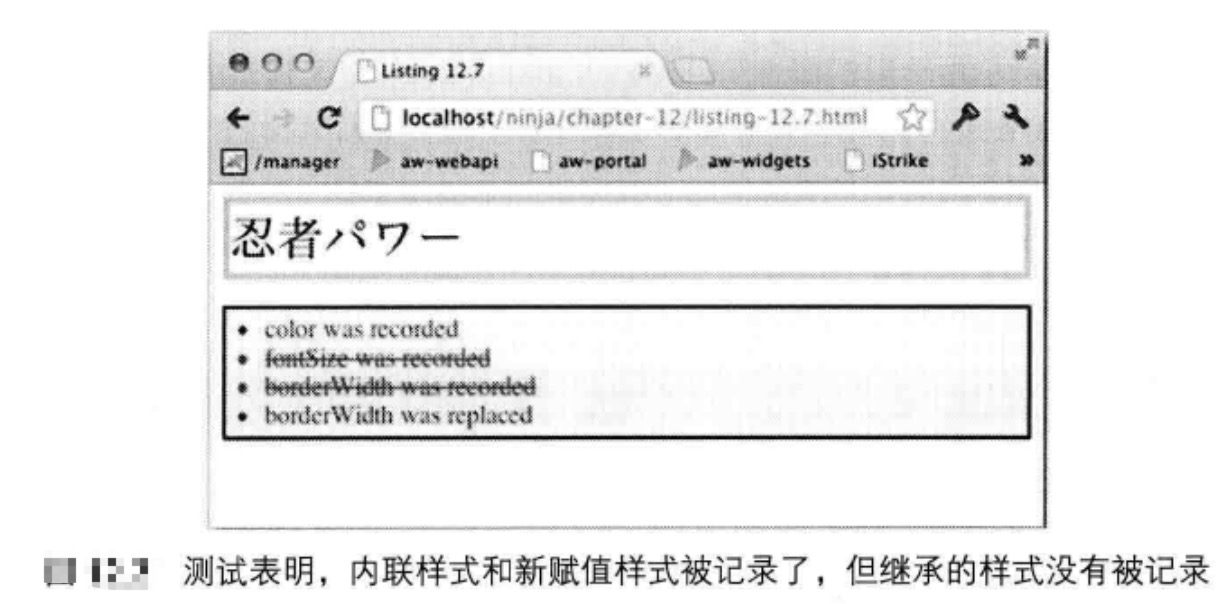 Listing 12.7
localhost/ninja/chapter-12/listing-12.7.html
/manager aw-webapi aw-portal aw-widgets iStrike »
忍者パワー
• color was recorded
• fontSize was recorded
• borderWidth was recorded
• borderWidth was replaced
测试表明，内联样式和新赋值样式被记录了，但继承的样式没有被记录